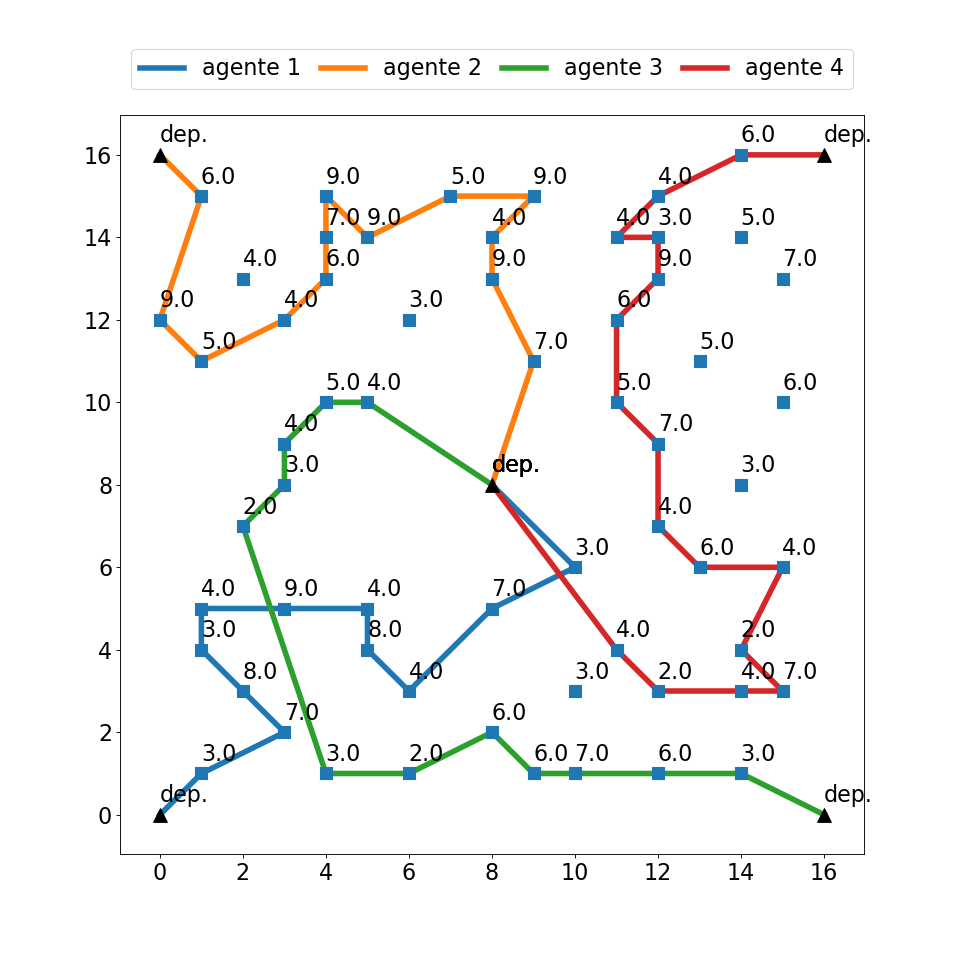 agente 1 agente 2 agente 3 agente 4
dep. 6.0 dep.
16
6.0 9.0 5.0 9.0 4.0
7.0 9.0 4.0 4.0 3.0 5.0
14
4.0 6.0 9.0 9.0 7.0
9.0 4.0 3.0 6.0
12
5.0 7.0 5.0
5.0 4.0 5.0 6.0
10
4.0 7.0
3.0 dep. 3.0
8
2.0 4.0
3.0 6.0 4.0
6
4.0 9.0 4.0 7.0
3.0 8.0 4.0 2.0
4
8.0 4.0 3.0 2.0 4.0 7.0
7.0 6.0
2
3.0 3.0 2.0 6.0 7.0 6.0 3.0
dep. dep.
0
0 2 4 6 8 10 12 14 16